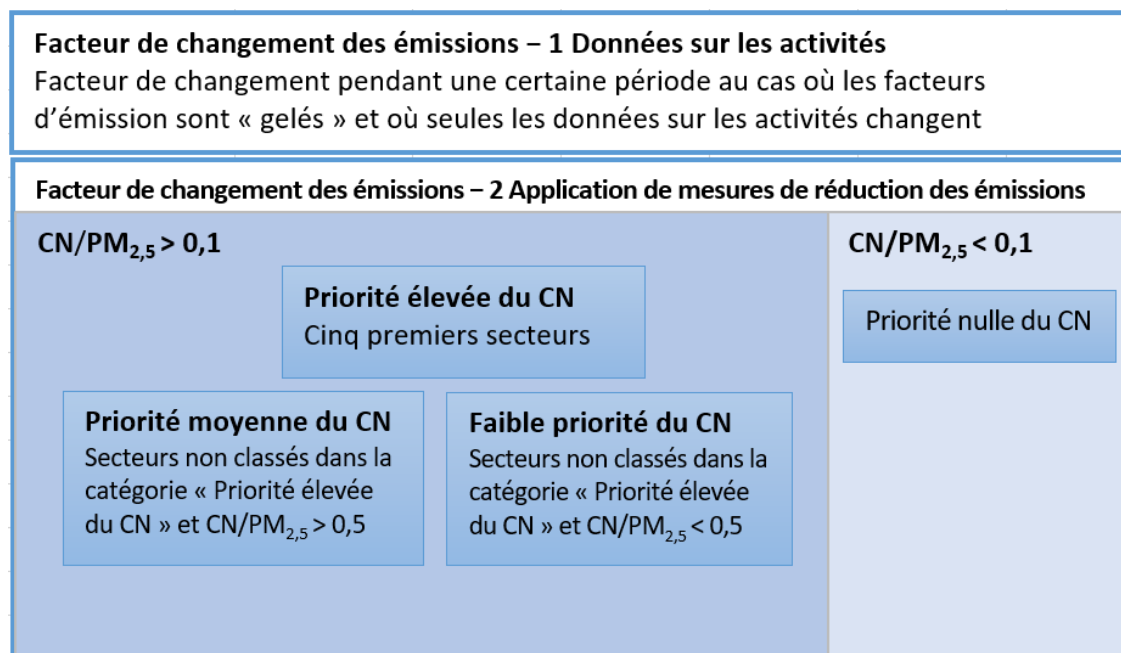 Facteur de changement des émissions – 1 Données sur les activités
Facteur de changement pendant une certaine période au cas où les facteurs
d’émission sont « gelés » et où seules les données sur les activités changent
Facteur de changement des émissions – 2 Application de mesures de réduction des émissions
CN/PM2,5 > 0,1
Priorité élevée du CN
Cinq premiers secteurs
Priorité moyenne du CN
Secteurs non classés dans la
catégorie « Priorité élevée
du CN » et CN/PM2,5 > 0,5
Faible priorité du CN
Secteurs non classés dans la
catégorie « Priorité élevée
du CN » et CN/PM2,5 < 0,5
CN/PM2,5 < 0,1
Priorité nulle du CN